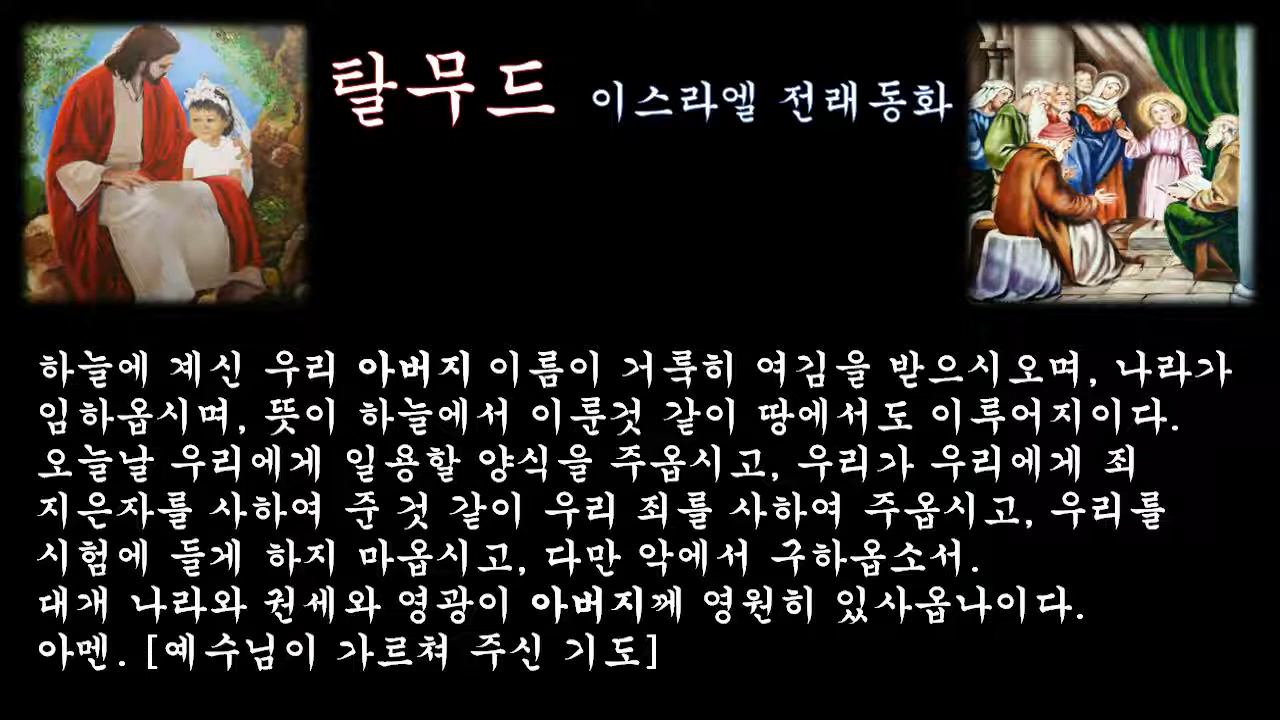 탈무드 이스라엘 전래동화
하늘에 계신 우리 아버지 이름이 거룩히 여김을 받으시오며, 나라가
임하옵시며, 뜻이 하늘에서 이룬것 같이 땅에서도 이루어지이다.
오늘날 우리에게 일용할 양식을 주옵시고, 우리가 우리에게 죄
지은자를 사하여 준 것 같이 우리 죄를 사하여 주옵시고, 우리를
시험에 들게 하지 마옵시고, 다만 악에서 구하옵소서.
대개 나라와 권세와 영광이 아버지께 영원히 있사옵나이다.
아멘. [예수님이 가르쳐 주신 기도]